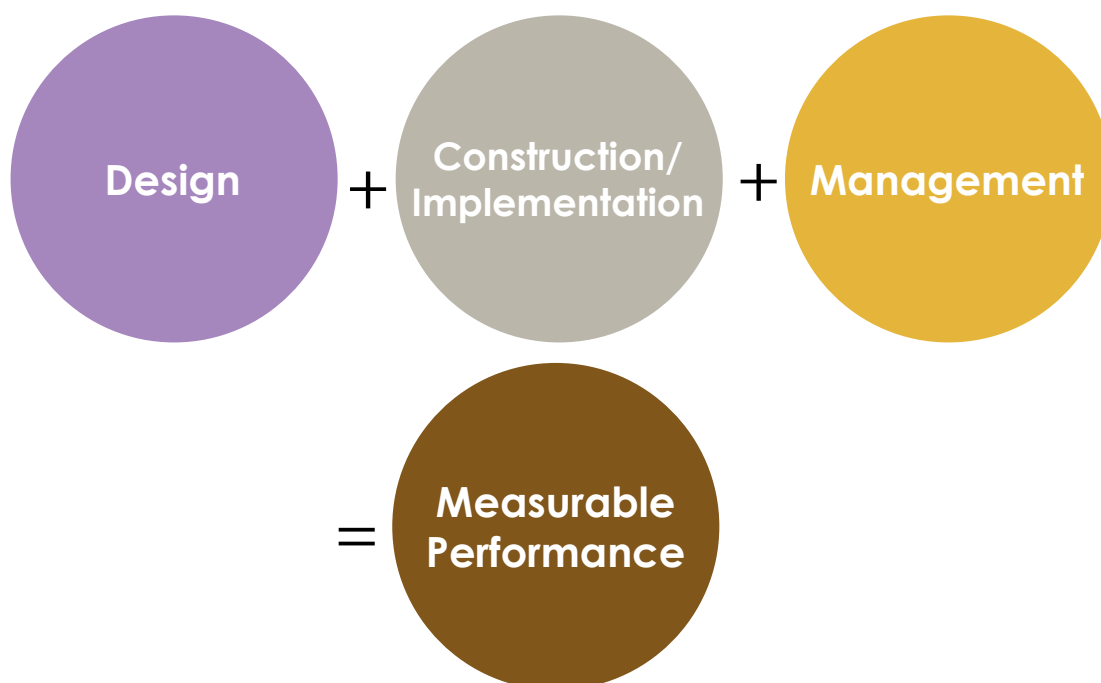 Design
+
Construction/
Implementation
+
Management
=
Measurable
Performance